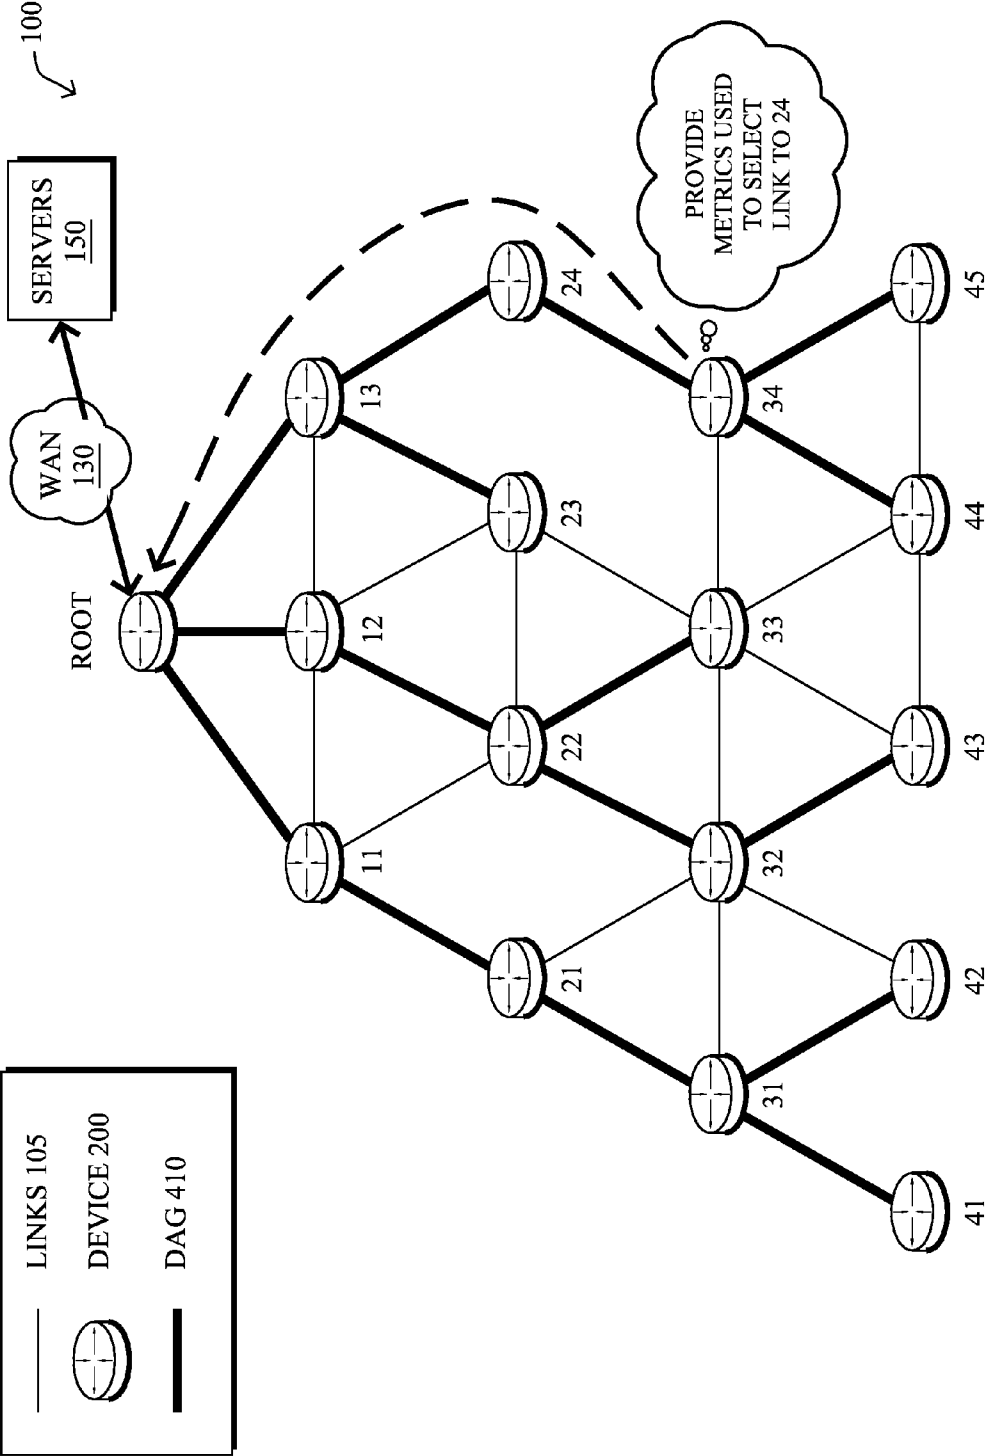 100
SERVERS
150
WAN
130
ROOT
PROVIDE
METRICS USED
TO SELECT
LINK TO 24
11
12
13
21
22
23
24
31
32
33
34
41
42
43
44
45
LINKS 105
DEVICE 200
DAG 410